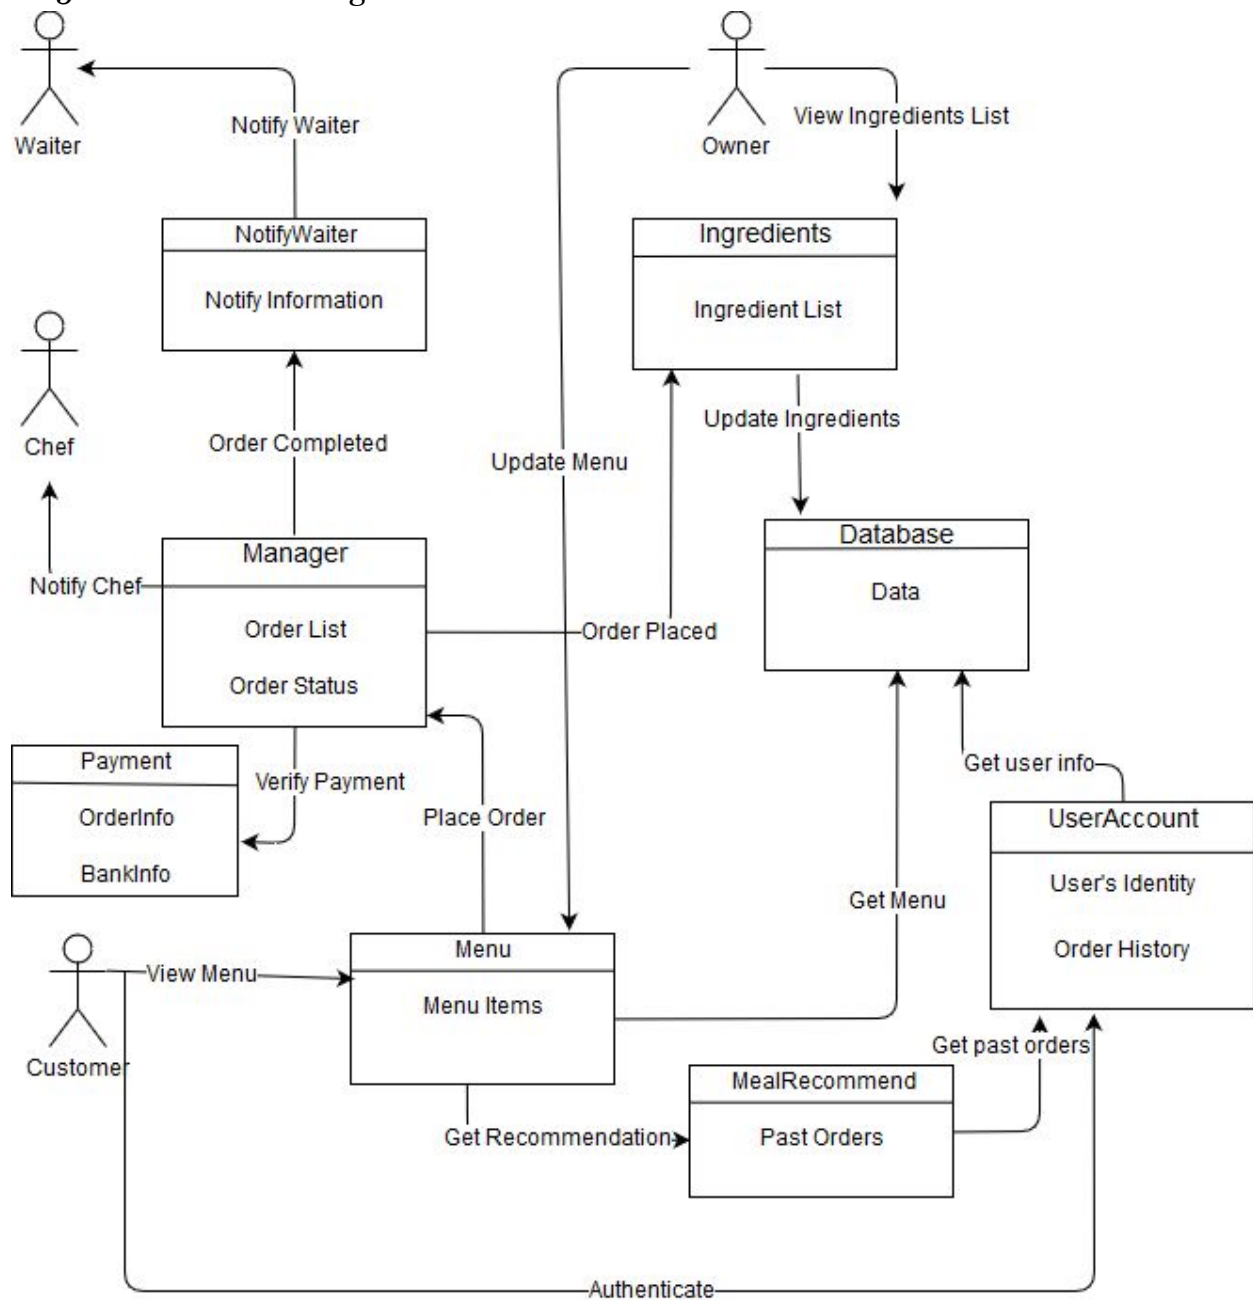 Waiter
Notify Waiter
Owner
View Ingredients List
NotifyWaiter
Notify Information
Ingredients
Ingredient List
Chef
Order Completed
Update Menu
Update Ingredients
Notify Chef
Manager
Order List
Order Status
Order Placed
Database
Data
Payment
OrderInfo
BankInfo
Verify Payment
Place Order
Get user info
UserAccount
User's Identity
Order History
Get Menu
Customer
View Menu
Menu
Menu Items
Get past orders
MealRecommend
Past Orders
Get Recommendation
Authenticate